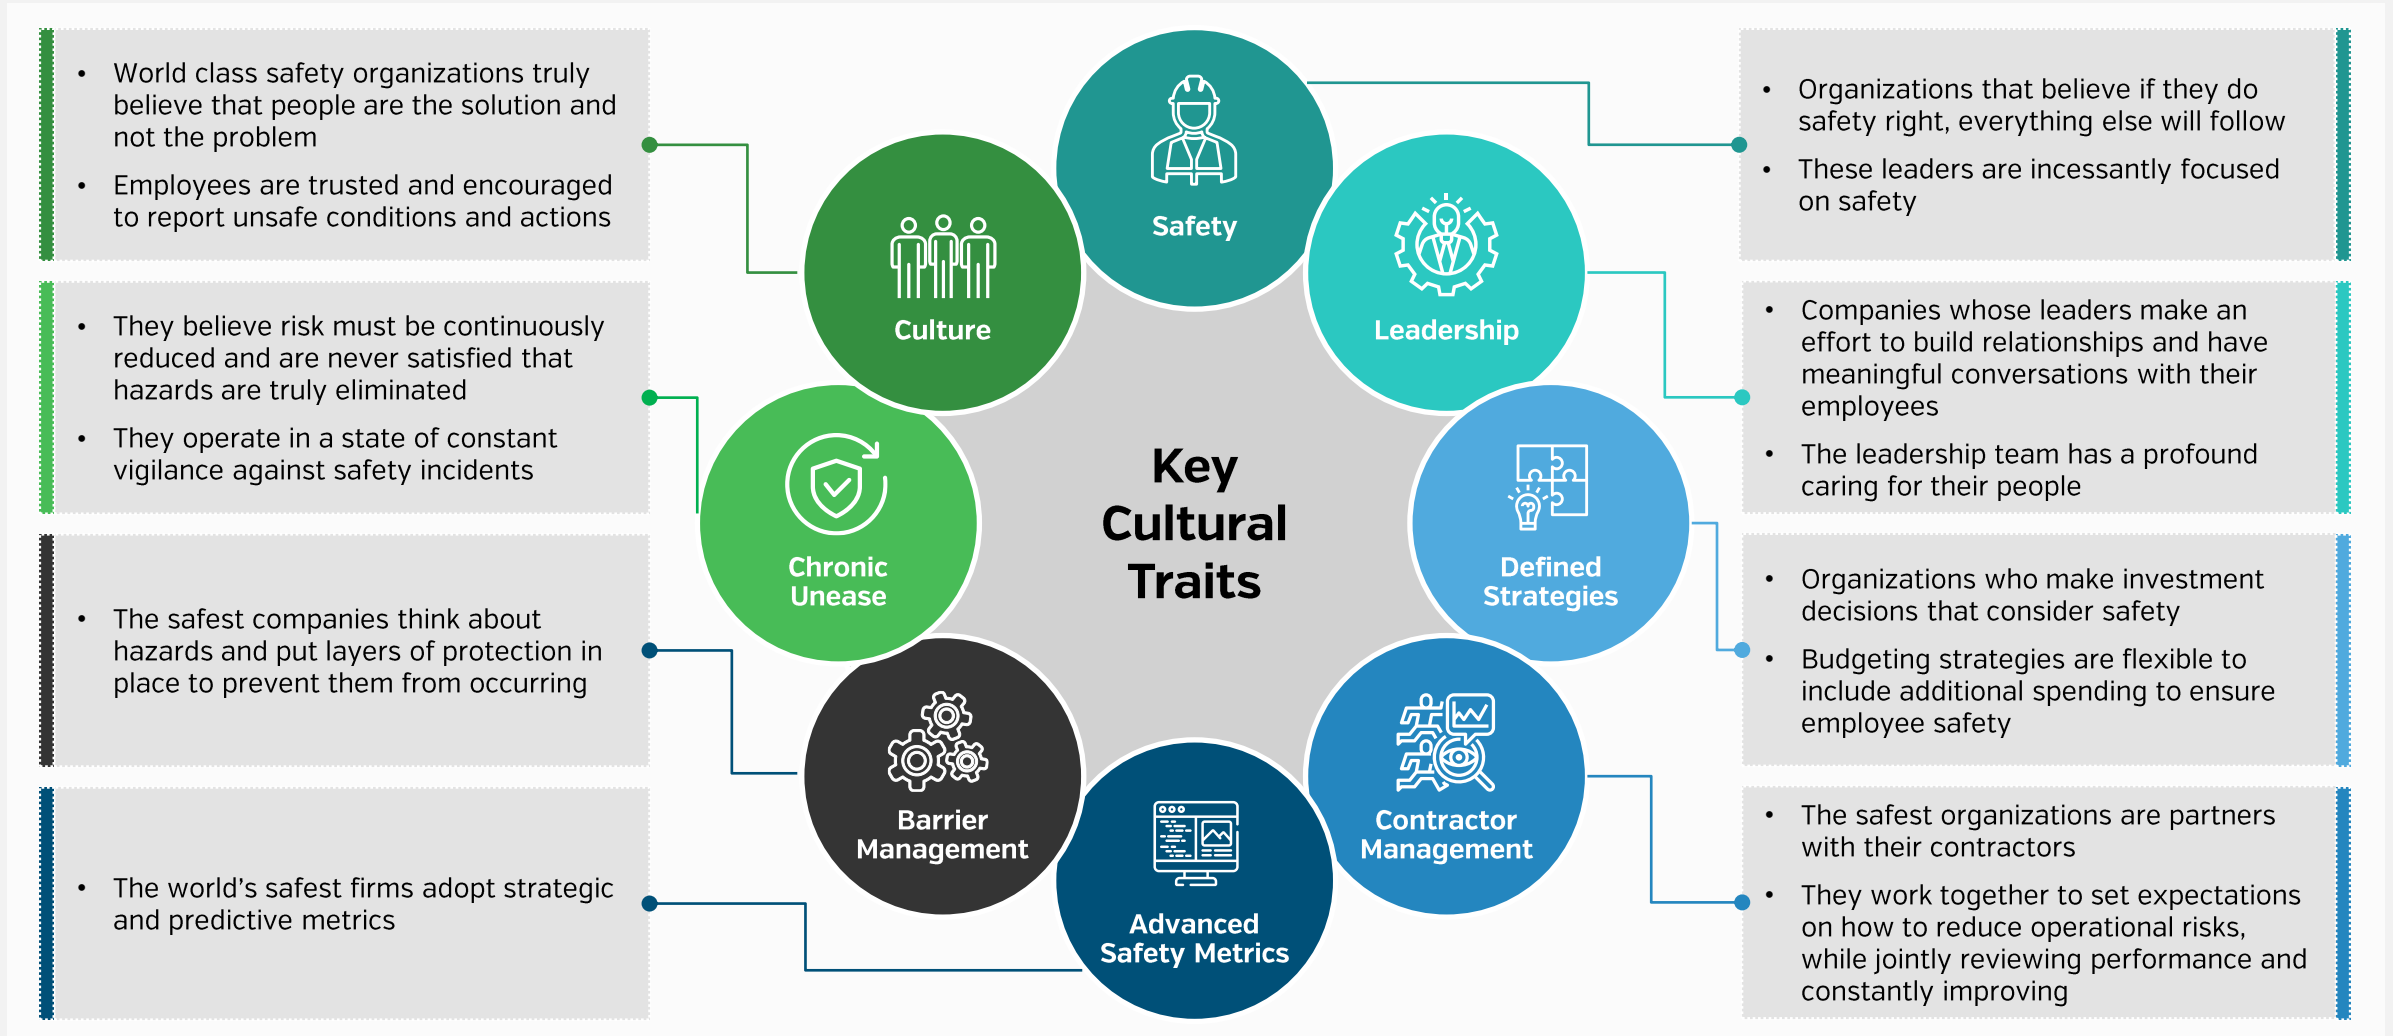 • World class safety organizations truly
believe that people are the solution and
not the problem
• Employees are trusted and encouraged
to report unsafe conditions and actions
• They believe risk must be continuously
reduced and are never satisfied that
hazards are truly eliminated
• They operate in a state of constant
vigilance against safety incidents
• The safest companies think about
hazards and put layers of protection in
place to prevent them from occurring
• The world’s safest firms adopt strategic
and predictive metrics
Safety
Culture
Leadership
Chronic
Unease
Key
Cultural
Traits
Defined
Strategies
Barrier
Management
Contractor
Management
Advanced
Safety Metrics
• Organizations that believe if they do
safety right, everything else will follow
• These leaders are incessantly focused
on safety
• Companies whose leaders make an
effort to build relationships and have
meaningful conversations with their
employees
• The leadership team has a profound
caring for their people
• Organizations who make investment
decisions that consider safety
• Budgeting strategies are flexible to
include additional spending to ensure
employee safety
• The safest organizations are partners
with their contractors
• They work together to set expectations
on how to reduce operational risks,
while jointly reviewing performance and
constantly improving